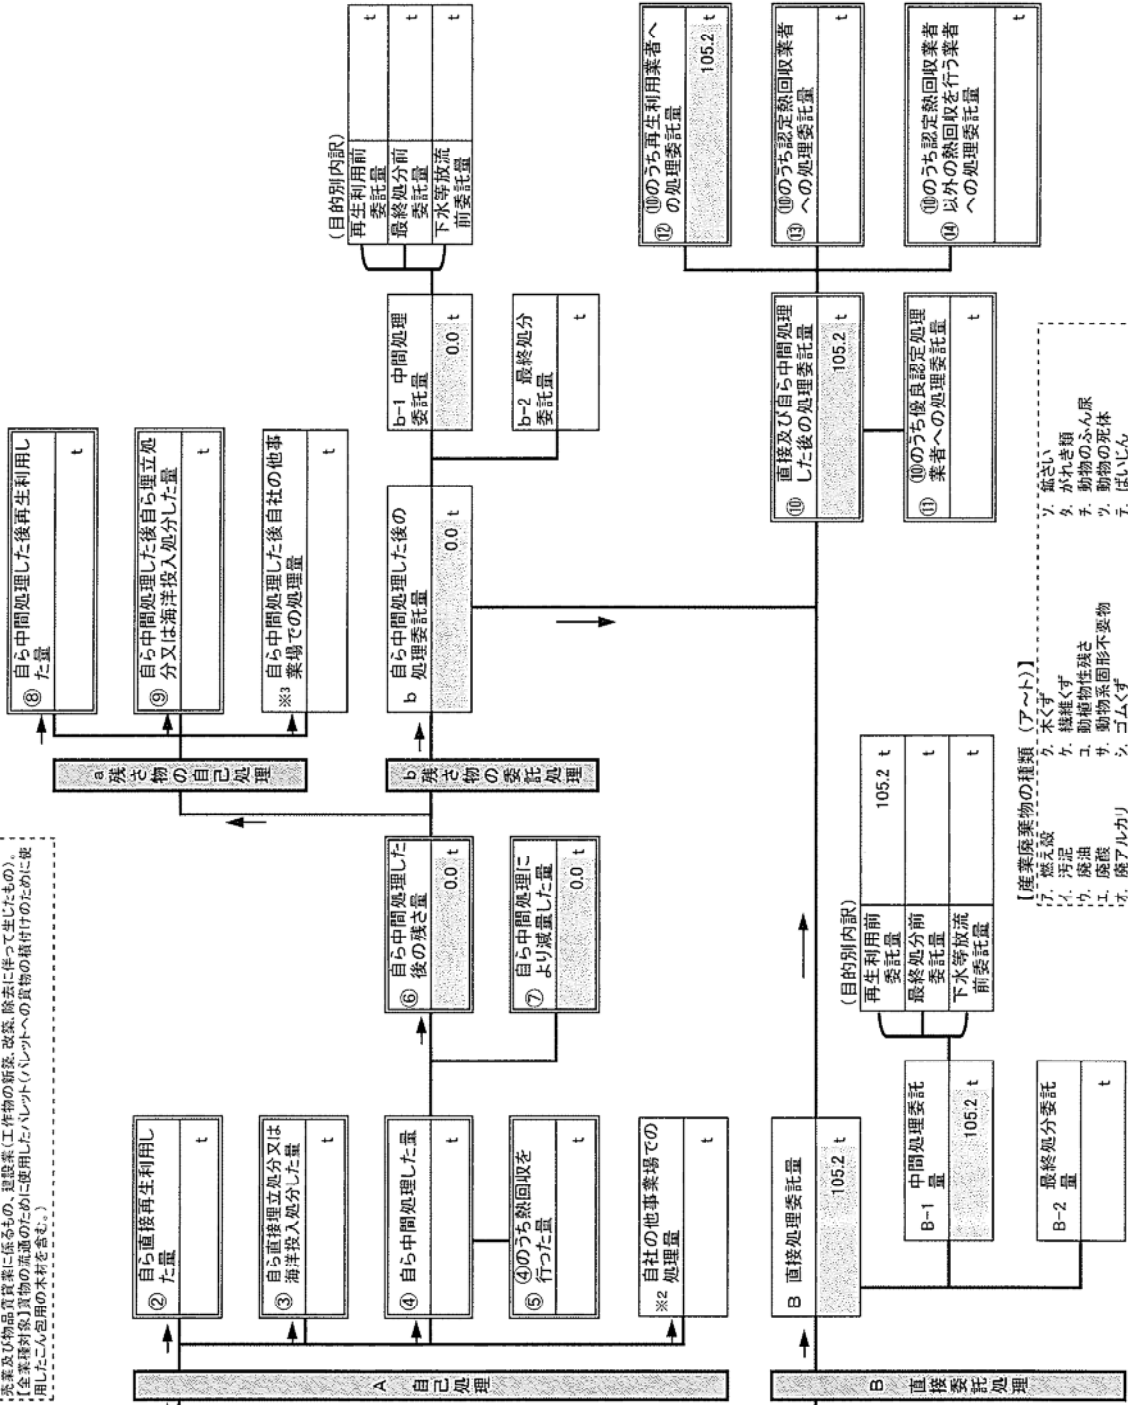 売業及び物品賃貸業に係るもの、建設業(工作物の新築、改築、除去に伴って生じたもの)。
【全業種対象】貨物の流通のために使用したパレット(パレットへの貨物の積付けのために使
用したこん包用の木材を含む。)
A 自己処理
② 自ら直接再生利用し
た量
t
③ 自ら直接埋立処分又は
海洋投入処分した量
t
④ 自ら中間処理した量
t
⑤ ④のうち熱回収を
行った量
t
※2 自社の他事業場での
処理量
t
⑥ 自ら中間処理した
後の残さ量
0.0 t
⑦ 自ら中間処理に
より減量した量
0.0 t
a 残さ物の自己処理
⑧ 自ら中間処理した後再生利用し
た量
t
⑨ 自ら中間処理した後自ら埋立処
分又は海洋投入処分した量
t
※3 自ら中間処理した後自社の他事
業場での処理量
t
b 残さ物の委託処理
b 自ら中間処理した後の
処理委託量
0.0 t
b-1 中間処理
委託量
0.0 t
b-2 最終処分
委託量
t
(目的別内訳)
再生利用前
委託量
t
最終処分前
委託量
t
下水等放流
前委託量
t
B 直接委託処理
B 直接処理委託量
105.2 t
B-1 中間処理委託
量
105.2 t
B-2 最終処分委託
量
t
(目的別内訳)
再生利用前
委託量
105.2 t
最終処分前
委託量
t
下水等放流
前委託量
t
⑩ 直接及び自ら中間処理
した後の処理委託量
105.2 t
⑪ ⑩のうち優良認定処理
業者への処理委託量
t
⑫ ⑩のうち再生利用業者へ
の処理委託量
105.2 t
⑬ ⑩のうち認定熱回収業者
への処理委託量
t
⑭ ⑩のうち認定熱回収業者
以外の熱回収を行う業者
への処理委託量
t
【産業廃棄物の種類(ア~ト)】
ア. 燃え殻 ク. 木くず ソ. 鉱さい
イ. 汚泥 ケ. 繊維くず タ. がれき類
ウ. 廃油 コ. 動植物性残さ チ. 動物のふん尿
エ. 廃酸 サ. 動物系固形不要物 ツ. 動物の死体
オ. 廃アルカリ シ. ゴムくず テ. ばいじん